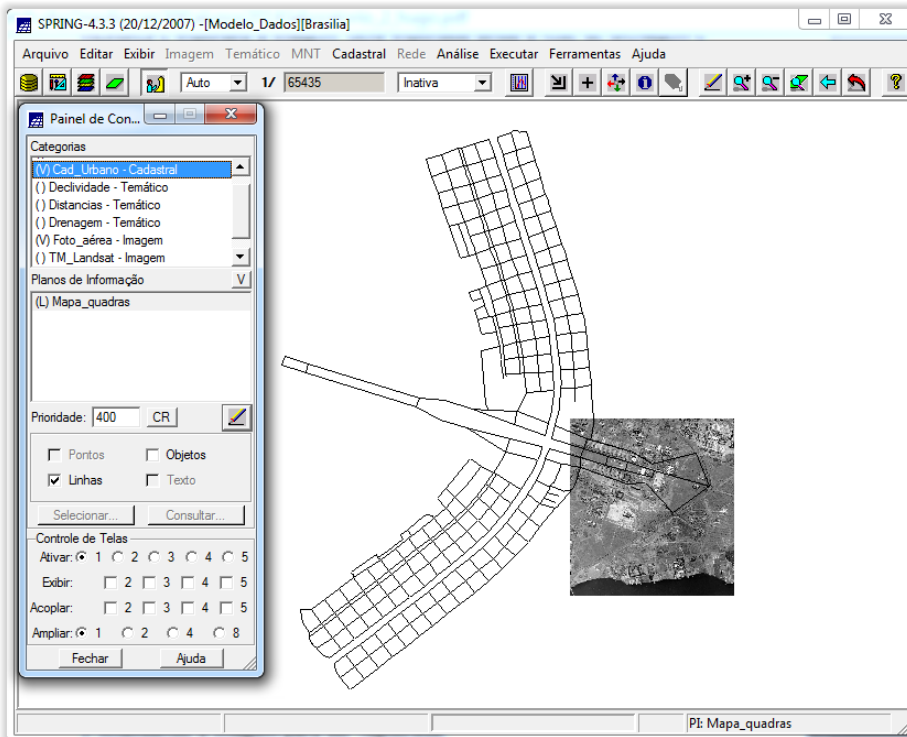 SPRING-4.3.3 (20/12/2007) -[Modelo_Dados][Brasilia]
Arquivo Editar Exibir Imagem Temático MNT Cadastral Rede Análise Executar Ferramentas Ajuda
Auto 1/ 65435 Inativa
Painel de Con...
Categorias
(V) Cad_Urbano - Cadastral
( ) Declividade - Temático
( ) Distancias - Temático
( ) Drenagem - Temático
(V) Foto_aérea - Imagem
( ) TM_Landsat - Imagem
Planos de Informação V
(L) Mapa_quadras
Prioridade: 400 CR
Pontos Objetos
Linhas Texto
Selecionar... Consultar...
Controle de Telas
Ativar: 1 2 3 4 5
Exibir: 2 3 4 5
Acoplar: 2 3 4 5
Ampliar: 1 2 4 8
Fechar Ajuda
PI: Mapa_quadras